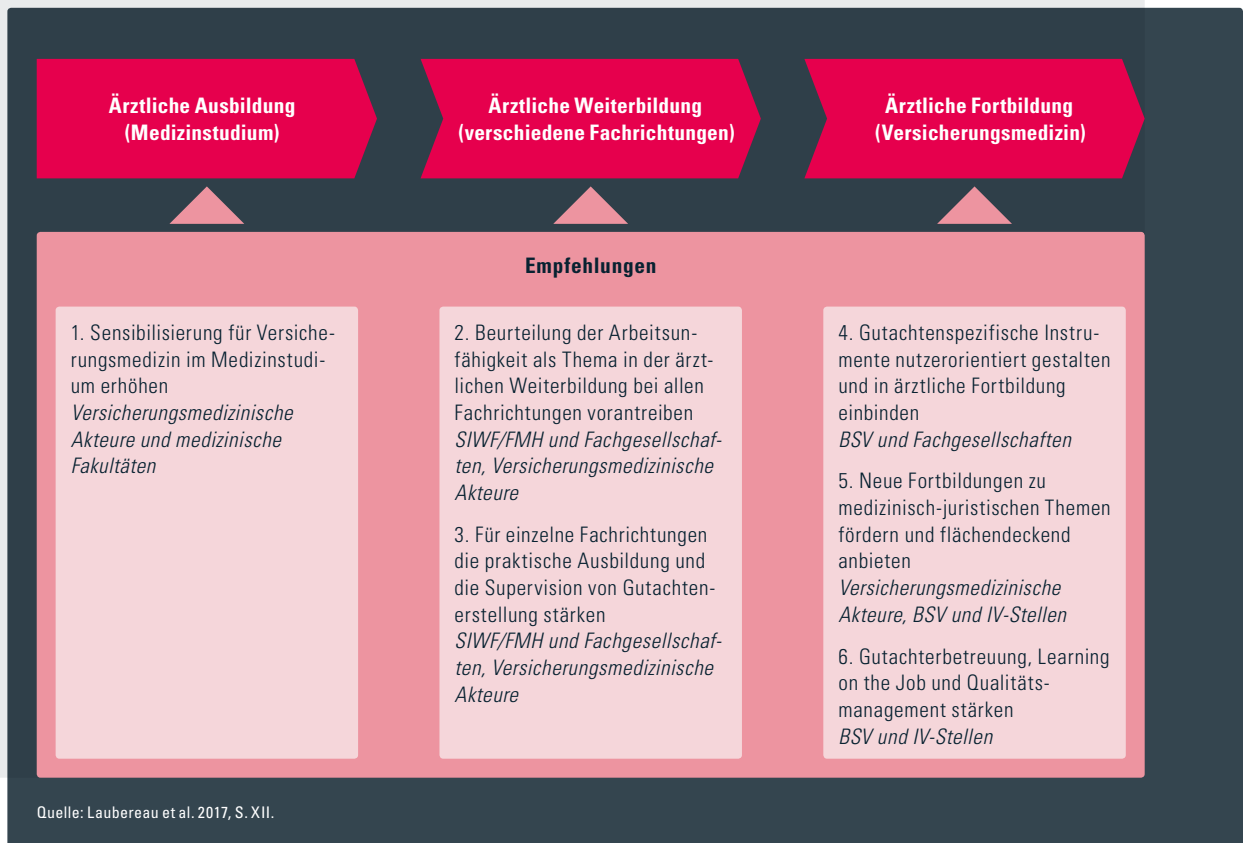 Ärztliche Ausbildung
(Medizinstudium)
Ärztliche Weiterbildung
(verschiedene Fachrichtungen)
Ärztliche Fortbildung
(Versicherungsmedizin)
Empfehlungen
1. Sensibilisierung für Versiche-
rungsmedizin im Medizinstudi-
um erhöhen
Versicherungsmedizinische
Akteure und medizinische
Fakultäten
2. Beurteilung der Arbeitsun-
fähigkeit als Thema in der ärzt-
lichen Weiterbildung bei allen
Fachrichtungen vorantreiben
SIWF/FMH und Fachgesellschaf-
ten, Versicherungsmedizinische
Akteure
3. Für einzelne Fachrichtungen
die praktische Ausbildung und
die Supervision von Gutachten-
erstellung stärken
SIWF/FMH und Fachgesellschaf-
ten, Versicherungsmedizinische
Akteure
4. Gutachtenspezifische Instru-
mente nutzerorientiert gestalten
und in ärztliche Fortbildung
einbinden
BSV und Fachgesellschaften
5. Neue Fortbildungen zu
medizinisch-juristischen Themen
fördern und flächendeckend
anbieten
Versicherungsmedizinische
Akteure, BSV und IV-Stellen
6. Gutachterbetreuung, Learning
on the Job und Qualitäts-
management stärken
BSV und IV-Stellen
Quelle: Laubereau et al. 2017, S. XII.